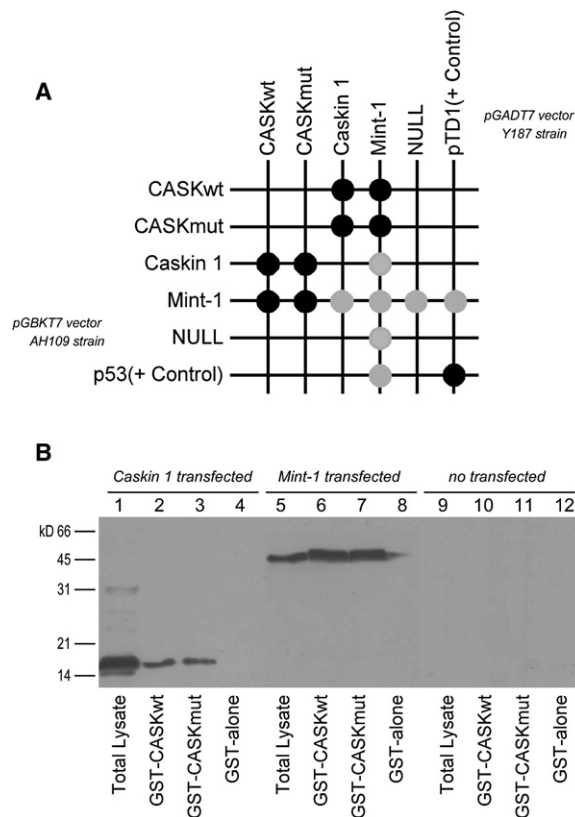 A
CASKwt
CASKmut
Caskin 1
Mint-1
NULL
pTD1(+ Control)
pGADT7 vector
Y187 strain
CASKwt
CASKmut
Caskin 1
Mint-1
NULL
p53(+ Control)
pGBKT7 vector
AH109 strain
B
Caskin 1 transfected
Mint-1 transfected
no transfected
1 2 3 4 5 6 7 8 9 10 11 12
kD 66
45
31
21
14
Total Lysate
GST-CASKwt
GST-CASKmut
GST-alone
Total Lysate
GST-CASKwt
GST-CASKmut
GST-alone
Total Lysate
GST-CASKwt
GST-CASKmut
GST-alone